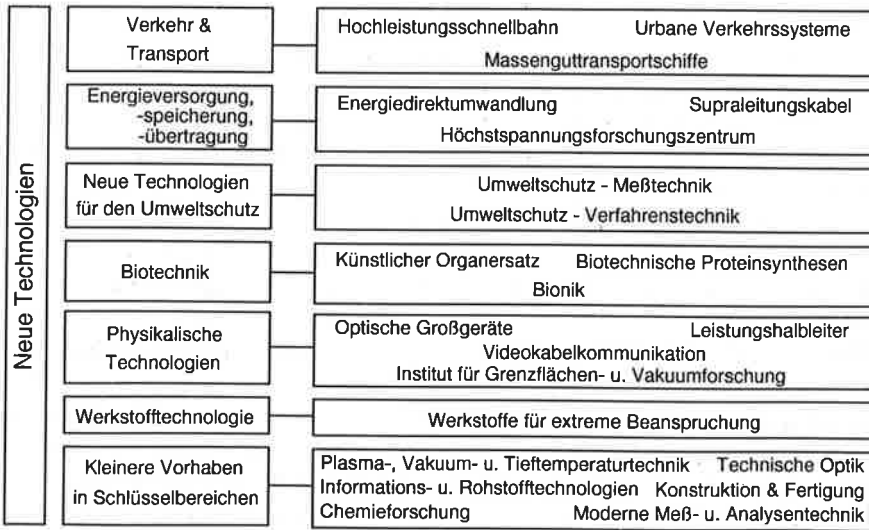 Neue Technologien
Verkehr &
Transport
Hochleistungsschnellbahn Urbane Verkehrssysteme
Massenguttransportschiffe
Energieversorgung,
-speicherung,
-übertragung
Energiedirektumwandlung Supraleitungskabel
Höchstspannungsforschungszentrum
Neue Technologien
für den Umweltschutz
Umweltschutz - Meßtechnik
Umweltschutz - Verfahrenstechnik
Biotechnik
Künstlicher Organersatz Biotechnische Proteinsynthesen
Bionik
Physikalische
Technologien
Optische Großgeräte Leistungshalbleiter
Videokabelkommunikation
Institut für Grenzflächen- u. Vakuumforschung
Werkstofftechnologie
Werkstoffe für extreme Beanspruchung
Kleinere Vorhaben
in Schlüsselbereichen
Plasma-, Vakuum- u. Tieftemperaturtechnik Technische Optik
Informations- u. Rohstofftechnologien Konstruktion & Fertigung
Chemieforschung Moderne Meß- u. Analysentechnik